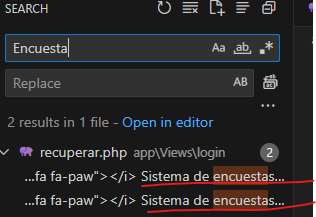 SEARCH
Encuesta
Aa ab .*
Replace
AB
2 results in 1 file - Open in editor
recuperar.php app\Views\login 2
...fa fa-paw"></i> Sistema de encuestas...
...fa fa-paw"></i> Sistema de encuestas...